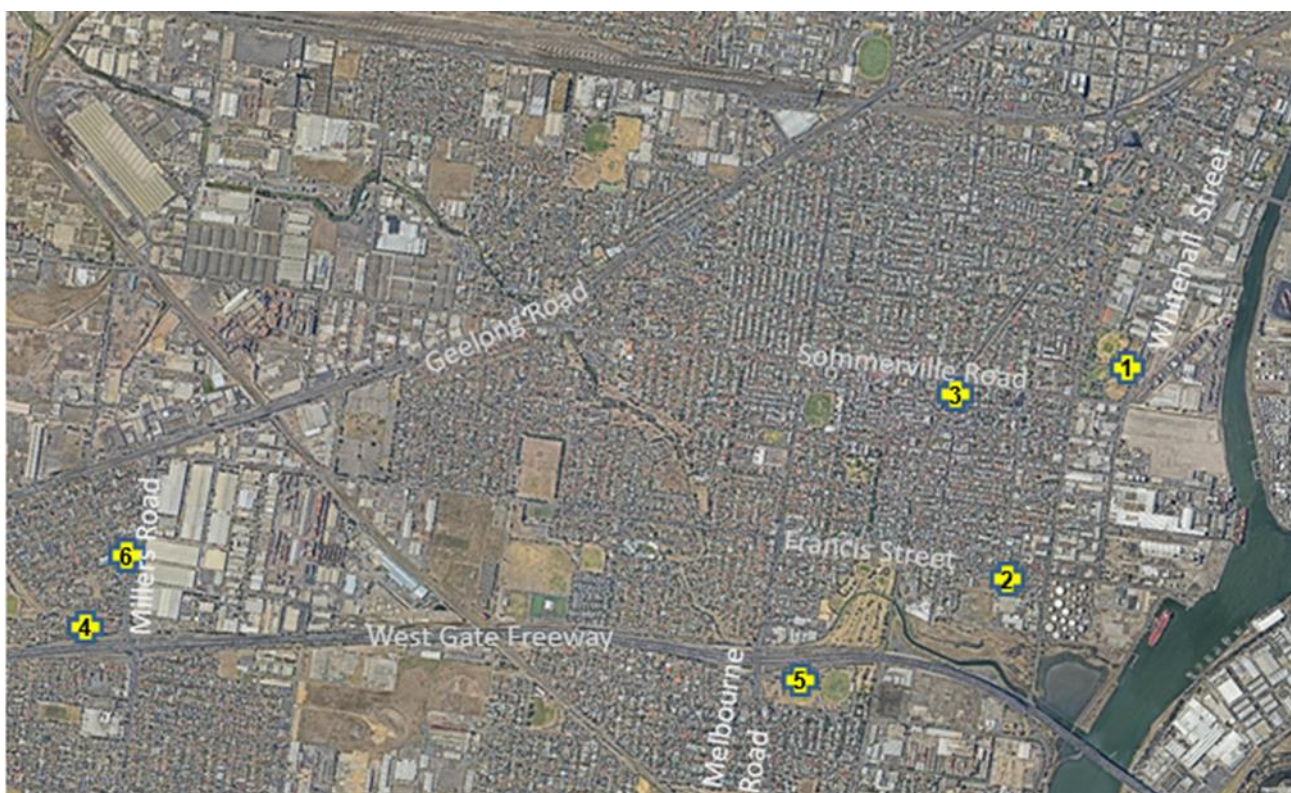 Whitehall Street
Geelong Road
Sommerville Road
1
3
Millers Road
6
Francis Street
2
4
West Gate Freeway
5
Melbourne
Road